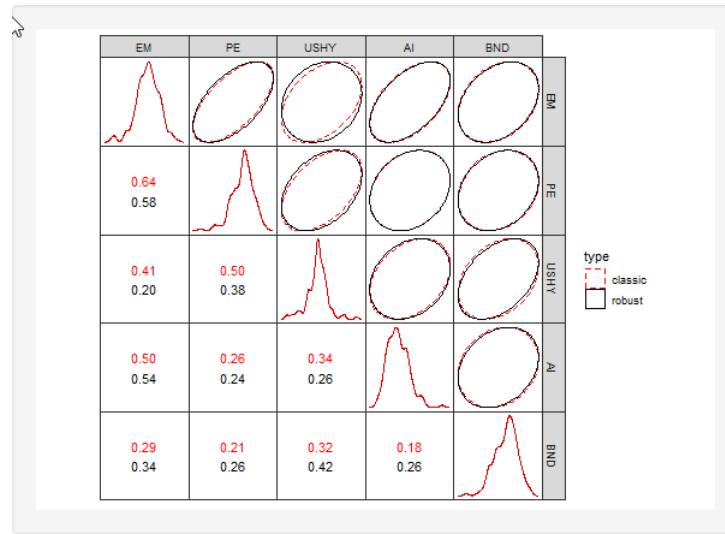 EM PE USHY AI BND
EM
0.64
0.58
PE
type
classic
robust
0.41 0.50
0.20 0.38
USHY
0.50 0.26 0.34
0.54 0.24 0.26
AI
0.29 0.21 0.32 0.18
0.34 0.26 0.42 0.26
BND